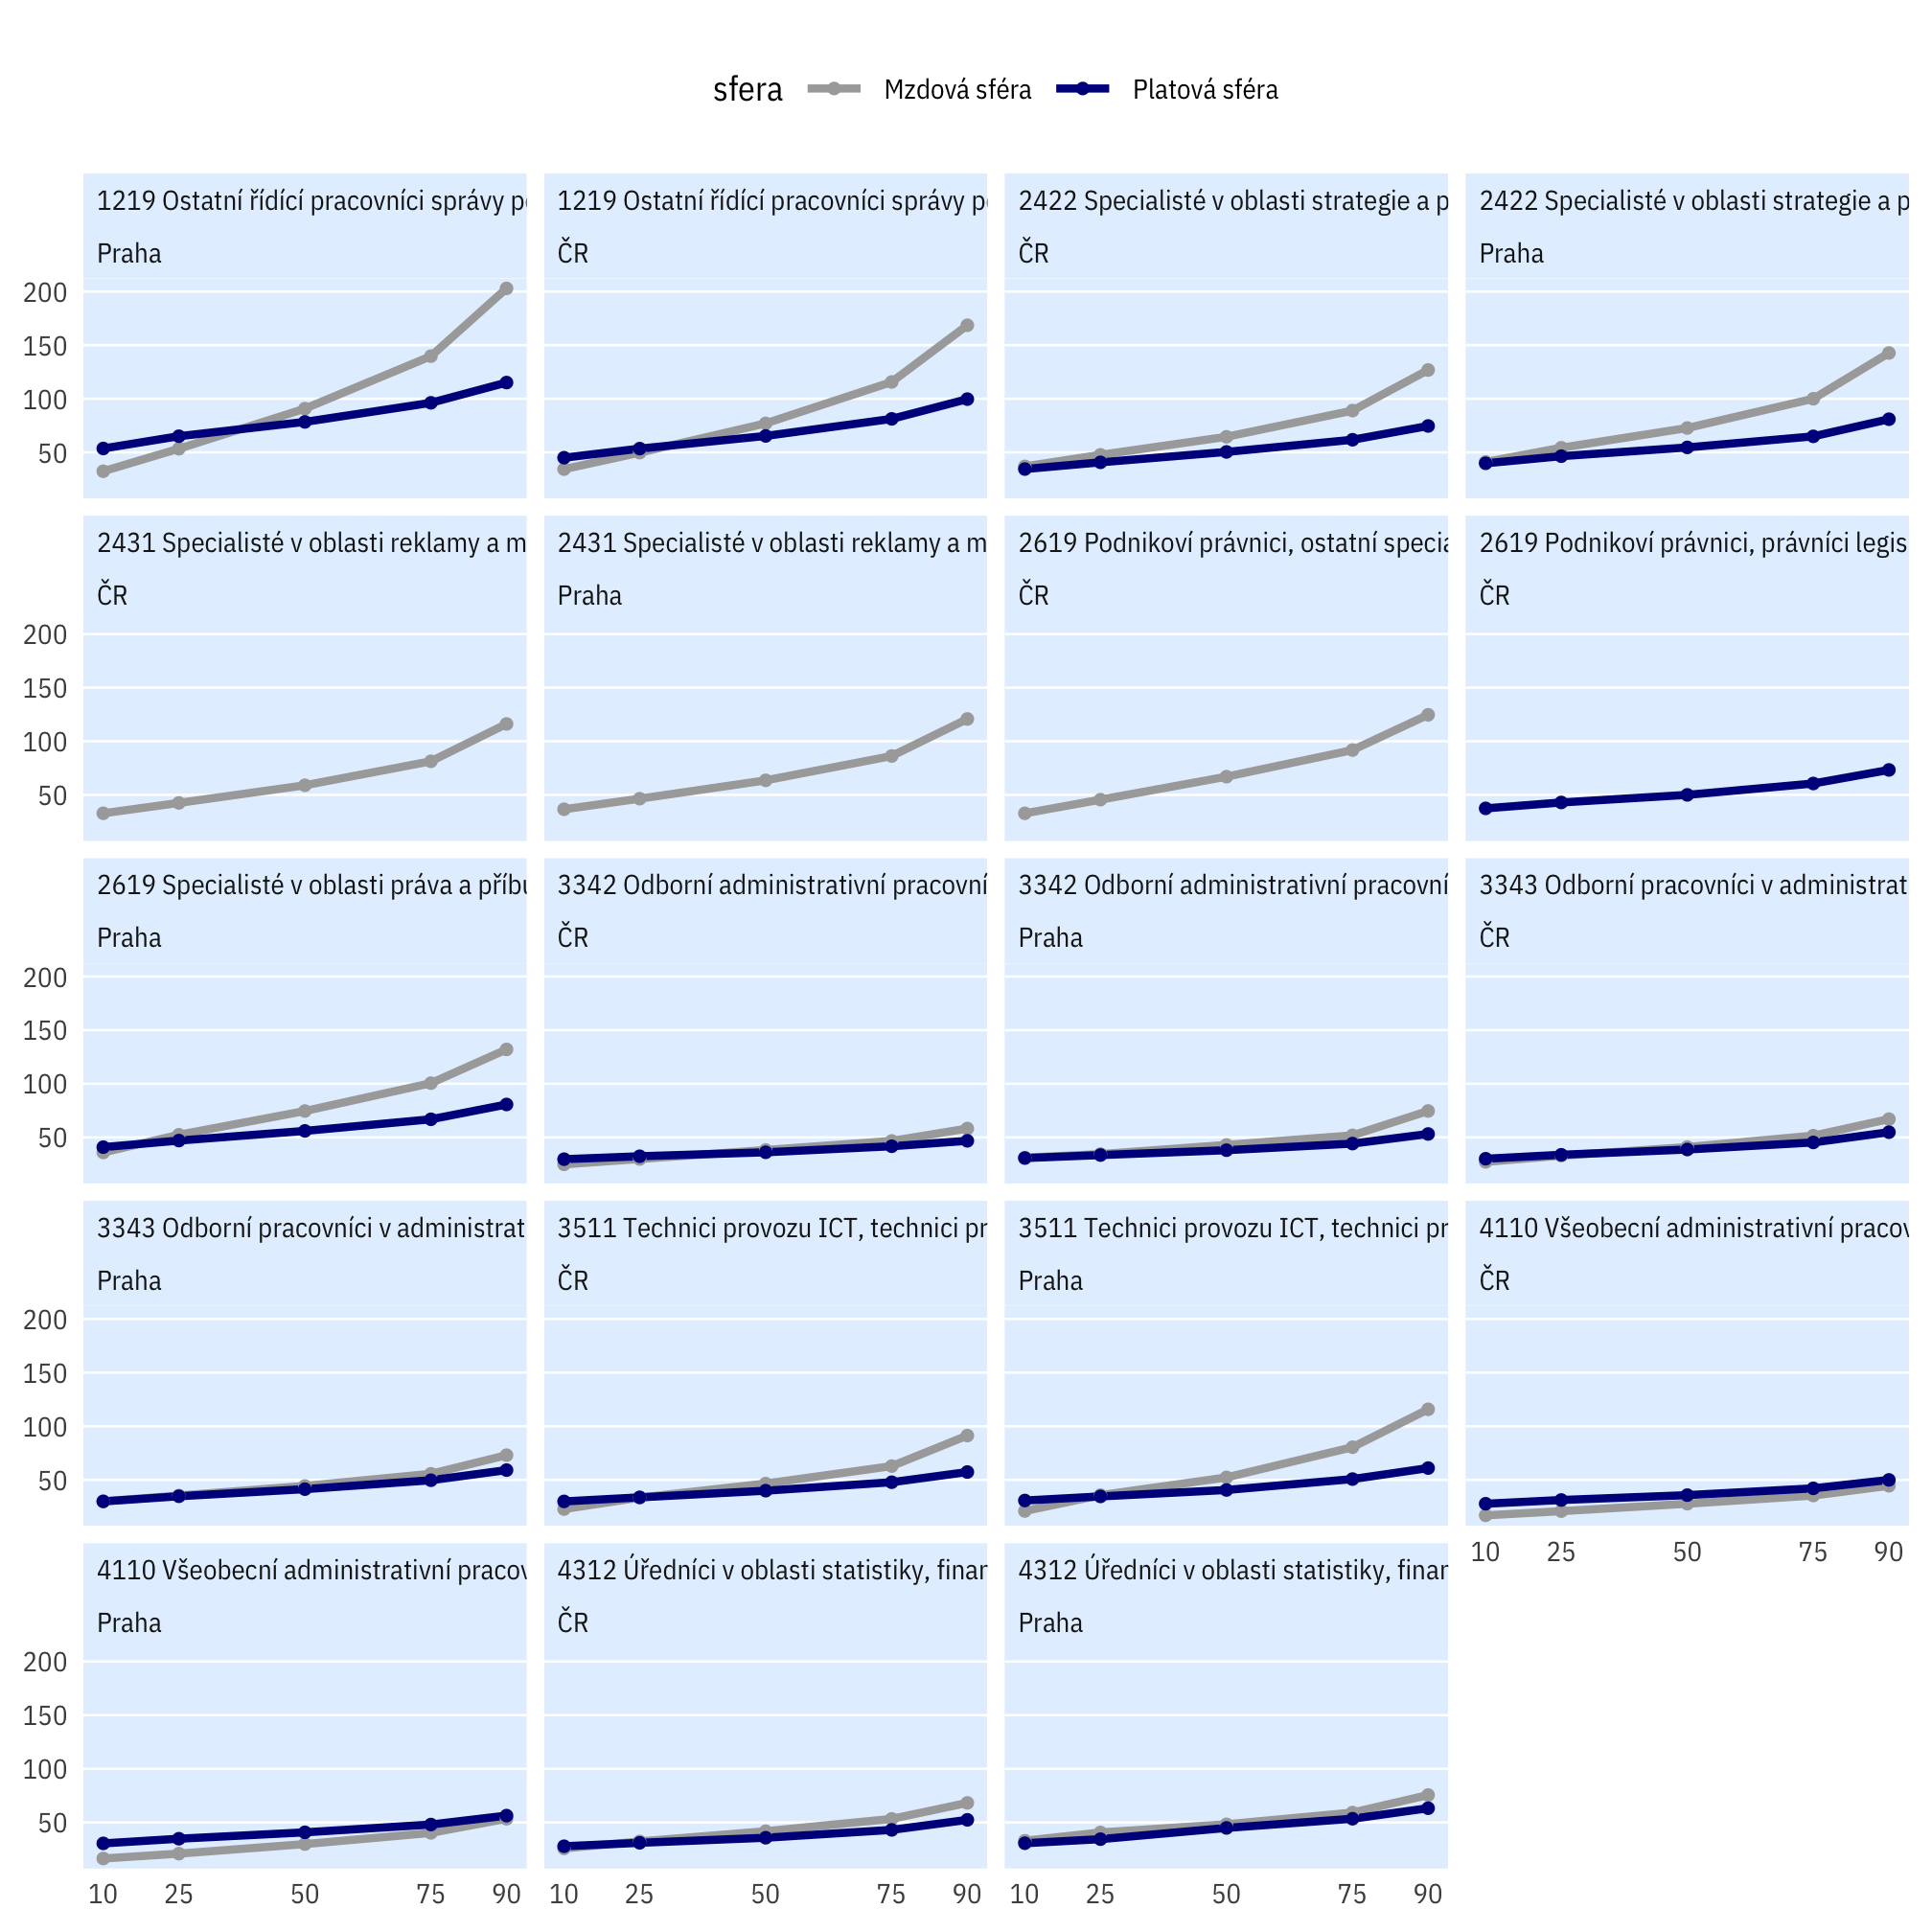 sfera Mzdová sféra Platová sféra
1219 Ostatní řídící pracovníci správy p
Praha
1219 Ostatní řídící pracovníci správy p
ČR
2422 Specialisté v oblasti strategie a p
ČR
2422 Specialisté v oblasti strategie a p
Praha
200
150
100
50
2431 Specialisté v oblasti reklamy a m
ČR
2431 Specialisté v oblasti reklamy a m
Praha
2619 Podnikoví právnici, ostatní specia
ČR
2619 Podnikoví právnici, právníci legis
ČR
200
150
100
50
2619 Specialisté v oblasti práva a příbu
Praha
3342 Odborní administrativní pracovní
ČR
3342 Odborní administrativní pracovní
Praha
3343 Odborní pracovníci v administrat
ČR
200
150
100
50
3343 Odborní pracovníci v administrat
Praha
3511 Technici provozu ICT, technici pr
ČR
3511 Technici provozu ICT, technici pr
Praha
4110 Všeobecní administrativní pracov
ČR
200
150
100
50
10 25 50 75 90
4110 Všeobecní administrativní pracov
Praha
4312 Úředníci v oblasti statistiky, finan
ČR
4312 Úředníci v oblasti statistiky, finan
Praha
200
150
100
50
10 25 50 75 90
10 25 50 75 90
10 25 50 75 90